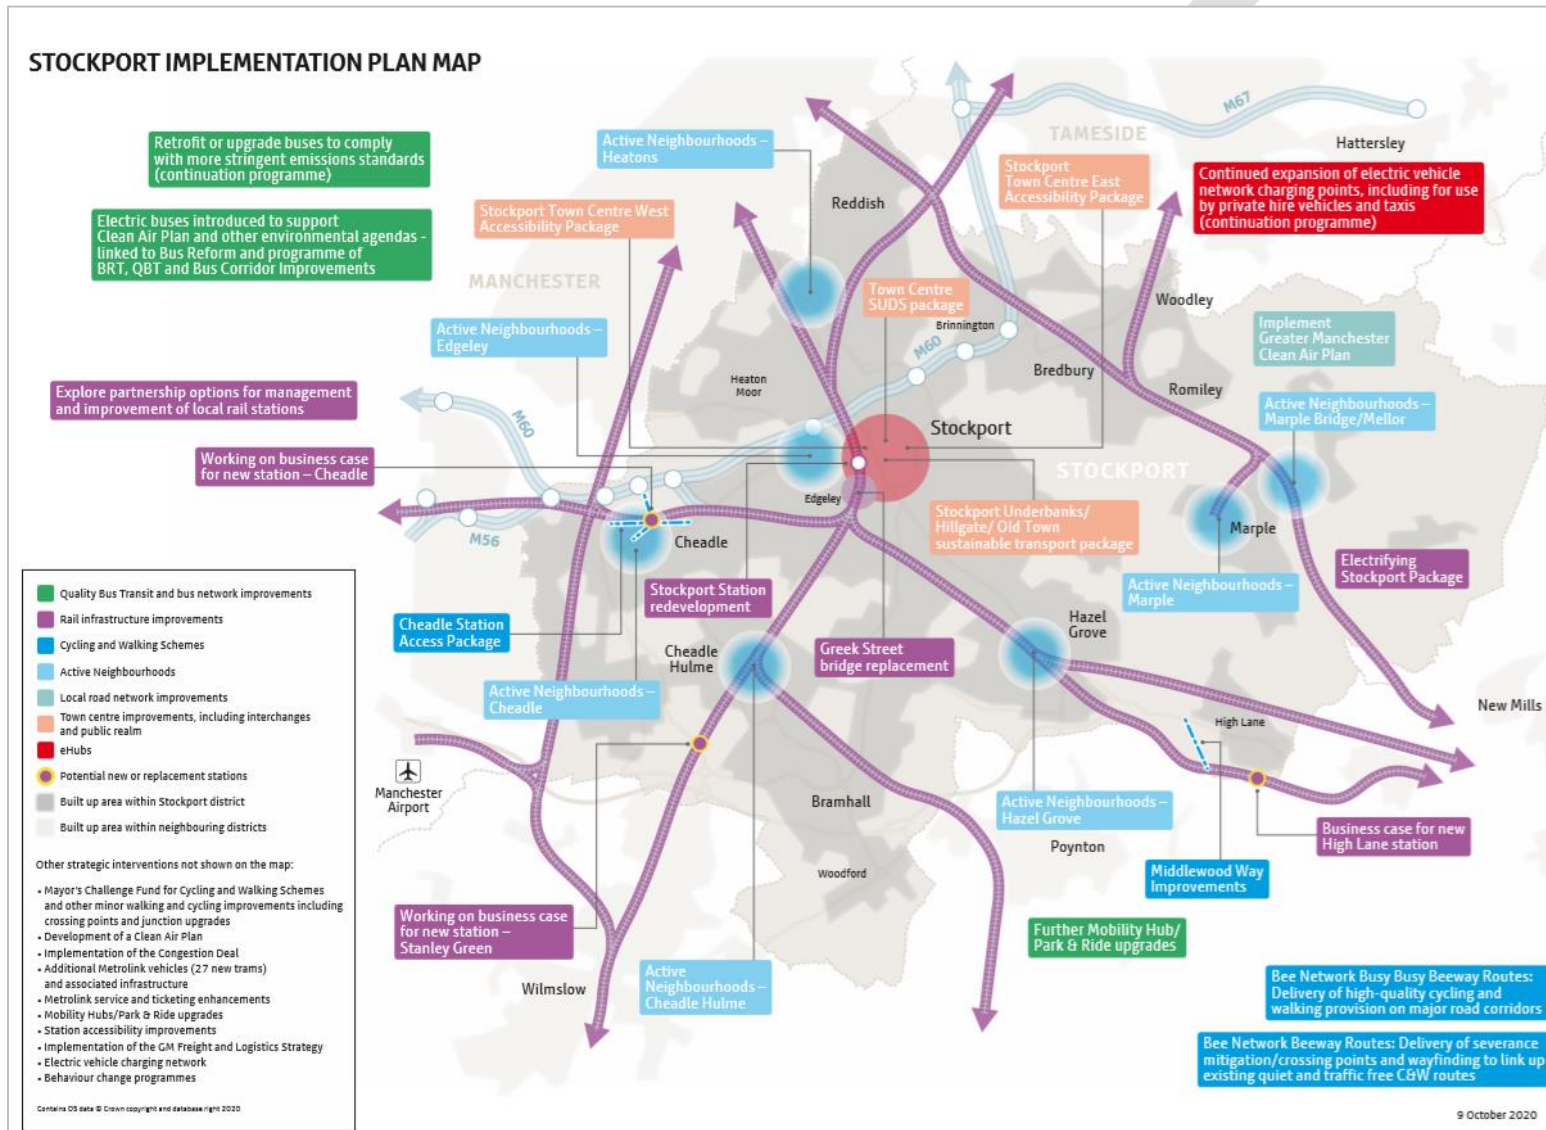 STOCKPORT IMPLEMENTATION PLAN MAP
Retrofit or upgrade buses to comply
with more stringent emissions standards
(continuation programme)
Electric buses introduced to support
Clean Air Plan and other environmental agendas -
linked to Bus Reform and programme of
BRT, QBT and Bus Corridor Improvements
MANCHESTER
Active Neighbourhoods –
Heatons
Stockport Town Centre West
Accessibility Package
Active Neighbourhoods –
Edgeley
Reddish
TAMESIDE
M67
Hattersley
Stockport
Town Centre East
Accessibility Package
Continued expansion of electric vehicle
network charging points, including for use
by private hire vehicles and taxis
(continuation programme)
Town Centre
SUDS package
Brinnington
M60
Woodley
Bredbury
Romiley
Implement
Greater Manchester
Clean Air Plan
Heaton
Moor
Explore partnership options for management
and improvement of local rail stations
M60
Active Neighbourhoods –
Marple Bridge/Mellor
Stockport
STOCKPORT
Working on business case
for new station – Cheadle
Edgeley
M56
Cheadle
Stockport Underbanks/
Hillgate/ Old Town
sustainable transport package
Marple
Electrifying
Stockport Package
Active Neighbourhoods –
Marple
Stockport Station
redevelopment
Cheadle Station
Access Package
Cheadle
Hulme
Greek Street
bridge replacement
Hazel
Grove
Active Neighbourhoods –
Cheadle
New Mills
High Lane
Manchester
Airport
Bramhall
Active Neighbourhoods –
Hazel Grove
Poynton
Business case for new
High Lane station
Woodford
Middlewood Way
Improvements
Working on business case
for new station –
Stanley Green
Further Mobility Hub/
Park & Ride upgrades
Wilmslow
Active
Neighbourhoods –
Cheadle Hulme
Bee Network Busy Busy Beeway Routes:
Delivery of high-quality cycling and
walking provision on major road corridors
Bee Network Beeway Routes: Delivery of severance
mitigation/crossing points and wayfinding to link up
existing quiet and traffic free C&W routes
Quality Bus Transit and bus network improvements
Rail infrastructure improvements
Cycling and Walking Schemes
Active Neighbourhoods
Local road network improvements
Town centre improvements, including interchanges
and public realm
eHubs
Potential new or replacement stations
Built up area within Stockport district
Built up area within neighbouring districts
Other strategic interventions not shown on the map:
• Mayor's Challenge Fund for Cycling and Walking Schemes
and other minor walking and cycling improvements including
crossing points and junction upgrades
• Development of a Clean Air Plan
• Implementation of the Congestion Deal
• Additional Metrolink vehicles (27 new trams)
and associated infrastructure
• Metrolink service and ticketing enhancements
• Mobility Hubs/Park & Ride upgrades
• Station accessibility improvements
• Implementation of the GM Freight and Logistics Strategy
• Electric vehicle charging network
• Behaviour change programmes
Contains OS data © Crown copyright and database right 2020
9 October 2020